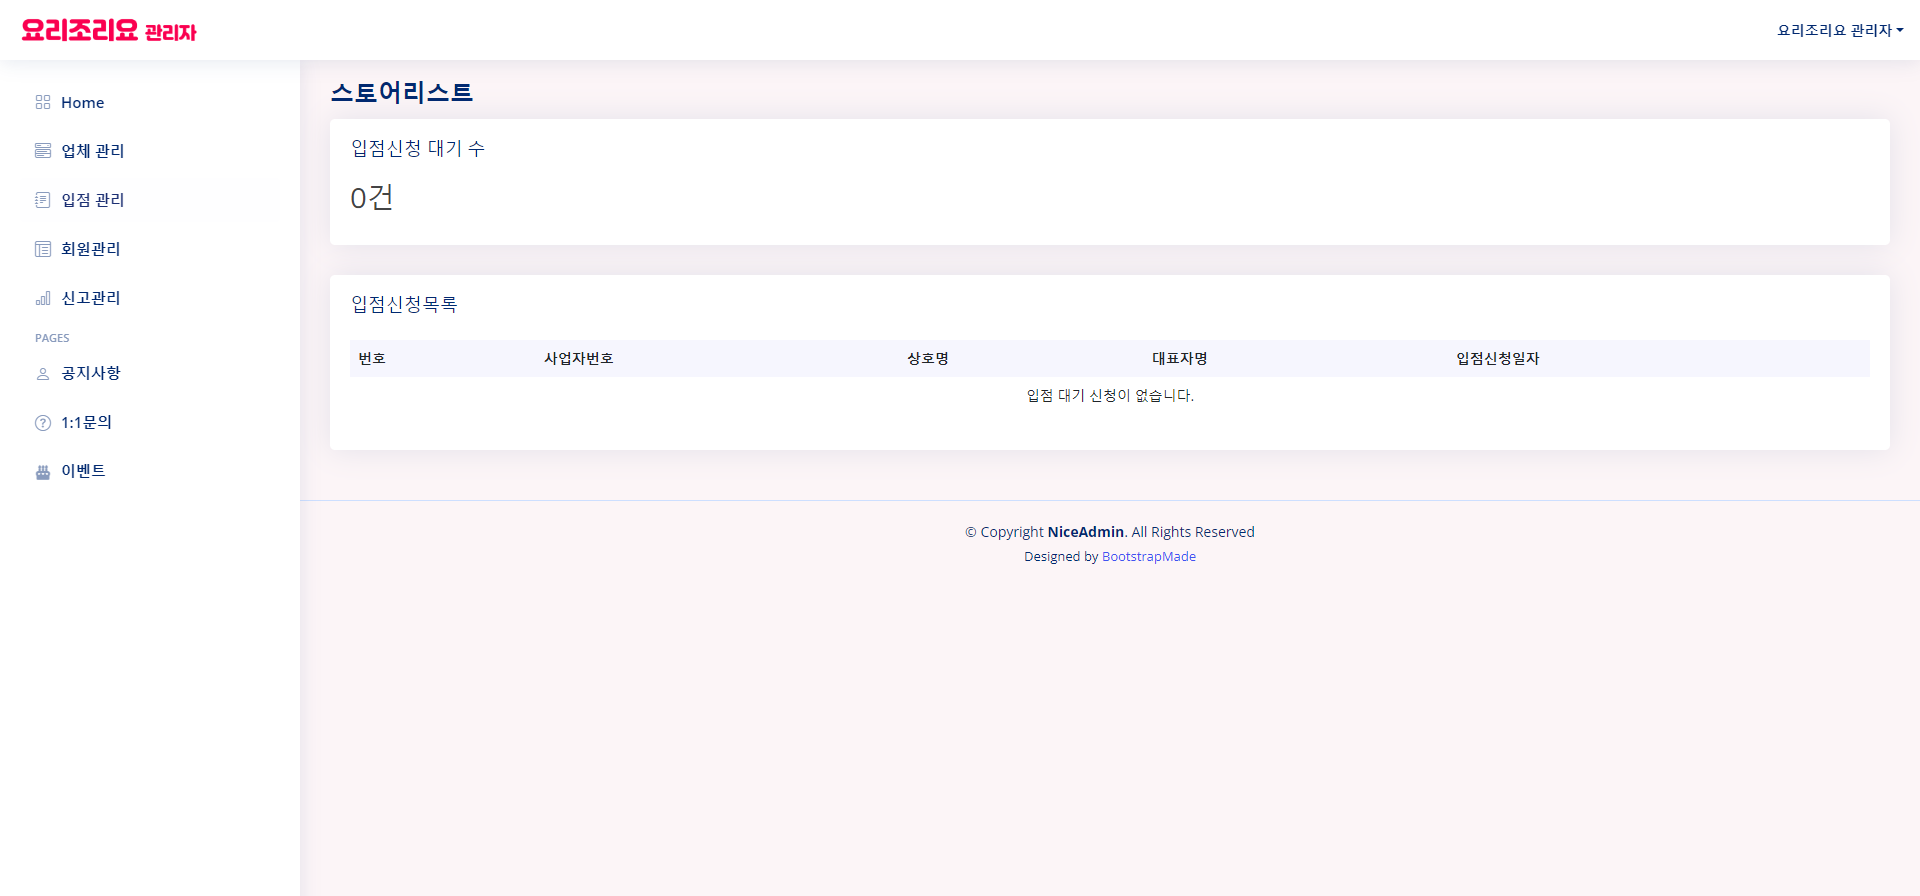 요리조리요 관리자
요리조리요 관리자
Home
업체 관리
입점 관리
회원관리
신고관리
PAGES
공지사항
1:1문의
이벤트
스토어리스트
입점신청 대기 수
0건
입점신청목록
번호 사업자번호 상호명 대표자명 입점신청일자
입점 대기 신청이 없습니다.
© Copyright NiceAdmin. All Rights Reserved
Designed by BootstrapMade